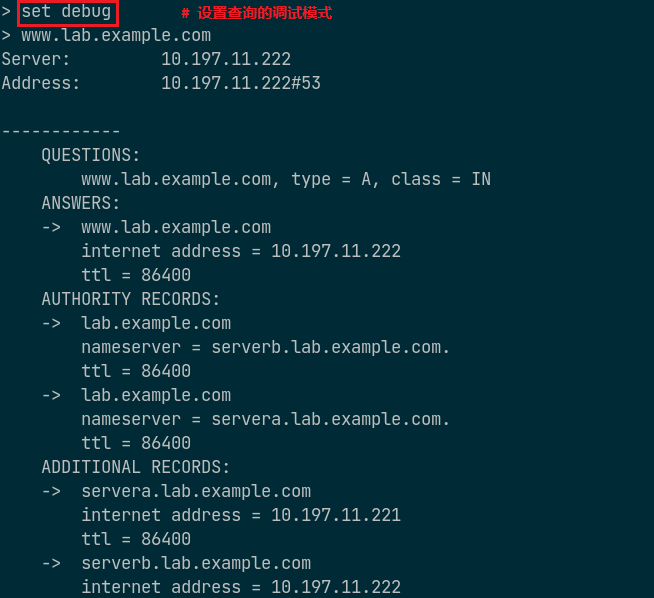 > set debug # 设置查询的调试模式
> www.lab.example.com
Server: 10.197.11.222
Address: 10.197.11.222#53
------------
QUESTIONS:
www.lab.example.com, type = A, class = IN
ANSWERS:
-> www.lab.example.com
internet address = 10.197.11.222
ttl = 86400
AUTHORITY RECORDS:
-> lab.example.com
nameserver = serverb.lab.example.com.
ttl = 86400
-> lab.example.com
nameserver = servera.lab.example.com.
ttl = 86400
ADDITIONAL RECORDS:
-> servera.lab.example.com
internet address = 10.197.11.221
ttl = 86400
-> serverb.lab.example.com
internet address = 10.197.11.222